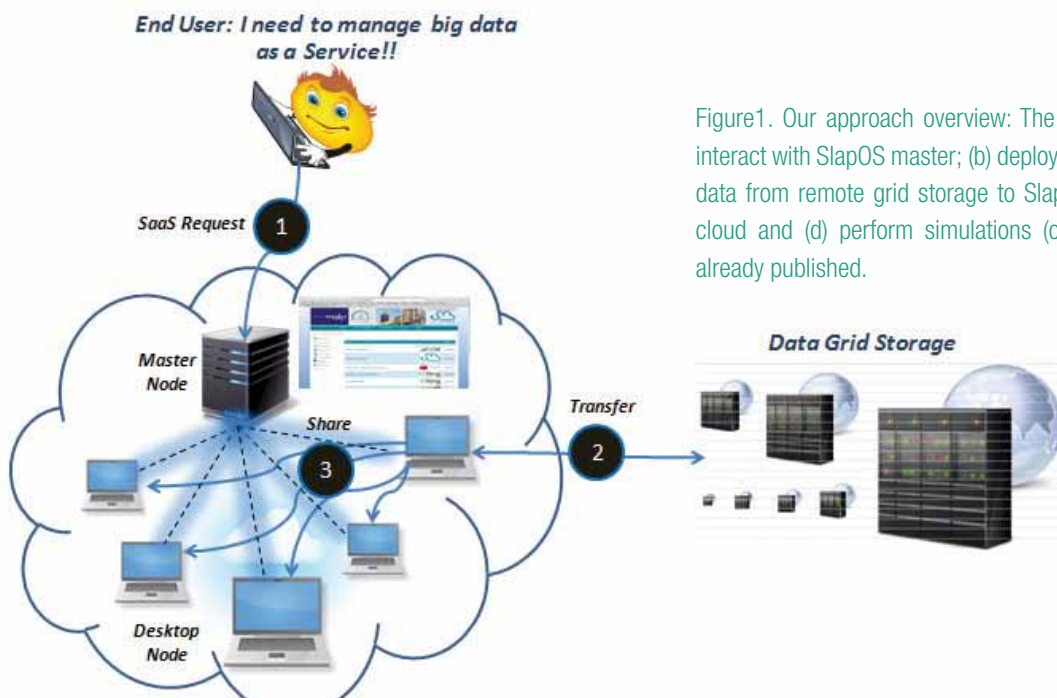 End User: I need to manage big data
as a Service!!
Figure1. Our approach overview: The
interact with SlapOS master; (b) deploy
data from remote grid storage to Slap
cloud and (d) perform simulations (c
already published.
SaaS Request
1
Master
Node
Share
3
Transfer
2
Data Grid Storage
Desktop
Node